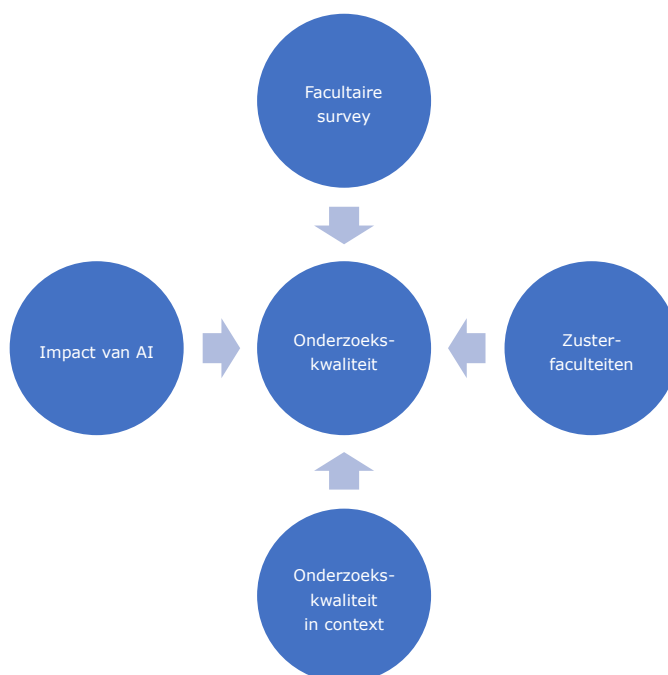 Facultaire
survey
Impact van AI
Onderzoeks-
kwaliteit
Zuster-
faculteiten
Onderzoeks-
kwaliteit
in context